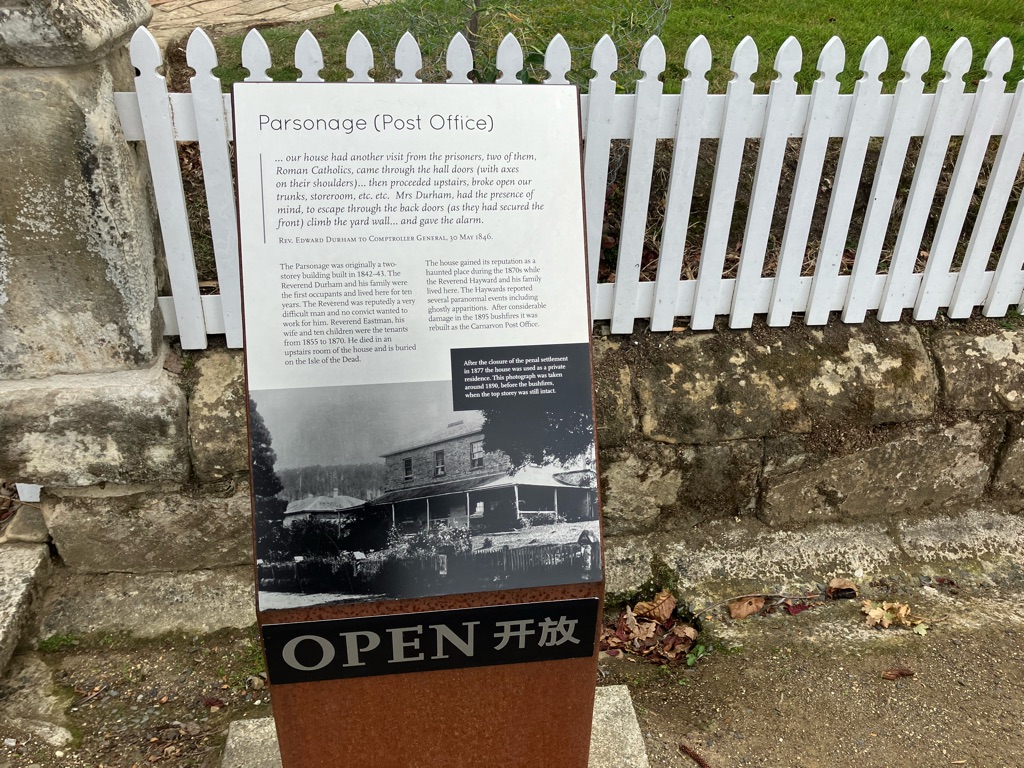 Parsonage (Post Office)
... our house had another visit from the prisoners, two of them,
Roman Catholics, came through the hall doors (with axes
on their shoulders)... then proceeded upstairs, broke open our
trunks, storeroom, etc. etc. Mrs Durham, had the presence of
mind, to escape through the back doors (as they had secured the
front) climb the yard wall... and gave the alarm.
Rev. Edward Durham to Comptroller General, 30 May 1846.
The Parsonage was originally a two-
storey building built in 1842–43. The
Reverend Durham and his family were
the first occupants and lived here for ten
years. The Reverend was reputedly a very
difficult man and no convict wanted to
work for him. Reverend Eastman, his
wife and ten children were the tenants
from 1855 to 1870. He died in an
upstairs room of the house and is buried
on the Isle of the Dead.
The house gained its reputation as a
haunted place during the 1870s while
the Reverend Hayward and his family
lived here. The Haywards reported
several paranormal events including
ghostly apparitions. After considerable
damage in the 1895 bushfires it was
rebuilt as the Carnarvon Post Office.
After the closure of the penal settlement
in 1877 the house was used as a private
residence. This photograph was taken
around 1890, before the bushfires,
when the top storey was still intact.
OPEN 开放